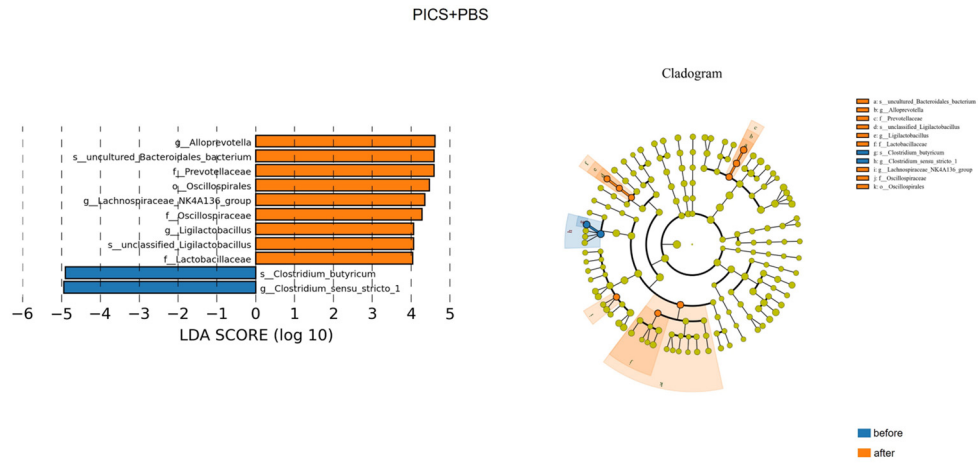 PICS+PBS
g__Alloprevotella
s__uncultured_Bacteroidales_bacterium
f__Prevotellaceae
o__Oscillospirales
g__Lachnospiraceae_NK4A136_group
f__Oscillospiraceae
g__Ligilactobacillus
s__unclassified_Ligilactobacillus
f__Lactobacillaceae
s__Clostridium_butyricum
g__Clostridium_sensu_stricto_1
−6 −5 −4 −3 −2 −1 0 1 2 3 4 5
LDA SCORE (log 10)
Cladogram
h
a: s__uncultured_Bacteroidales_bacterium
b: g__Alloprevotella
c: f__Prevotellaceae
d: s__unclassified_Ligilactobacillus
e: g__Ligilactobacillus
f: f__Lactobacillaceae
g: s__Clostridium_butyricum
h: g__Clostridium_sensu_stricto_1
i: g__Lachnospiraceae_NK4A136_group
j: f__Oscillospiraceae
k: o__Oscillospirales
before
after